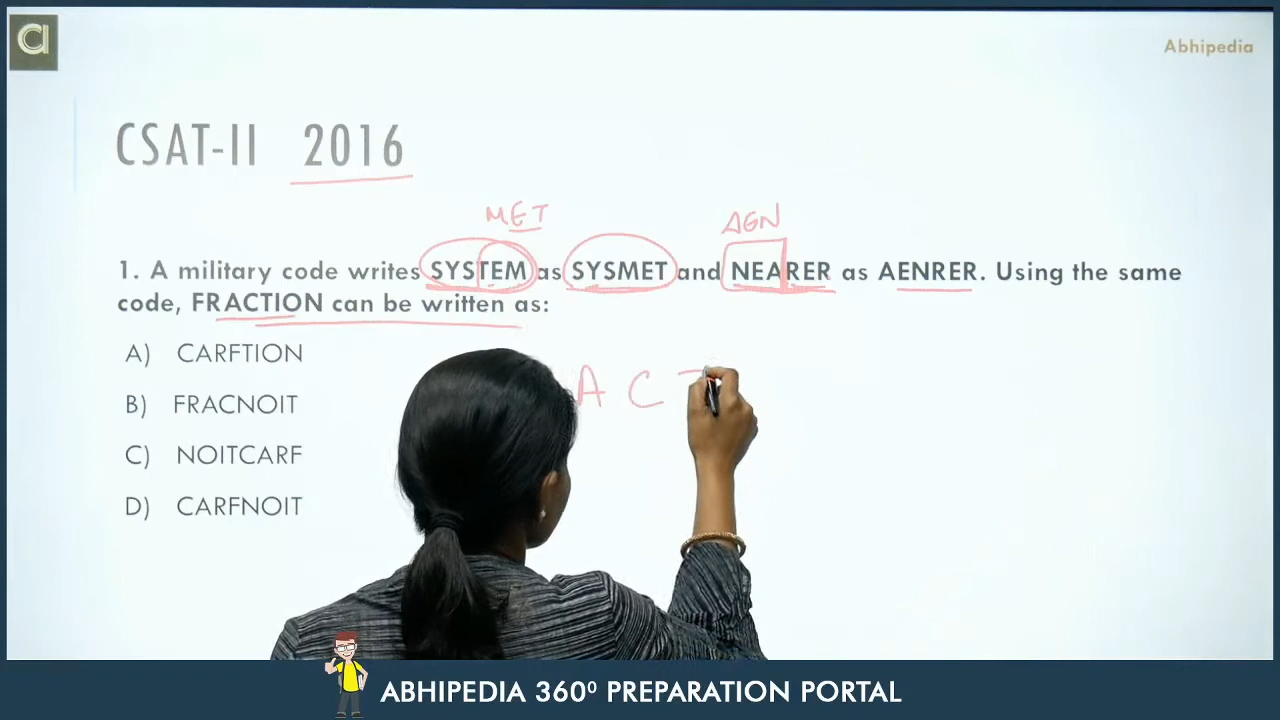 a
Abhipedia
CSAT-II 2016
MET
AEN
1. A military code writes SYSTEM as SYSMET and NEARER as AENRER. Using the same
code, FRACTION can be written as:
A) CARFTION
A C T
B) FRACNOIT
C) NOITCARF
D) CARFNOIT
ABHIPEDIA 360⁰ PREPARATION PORTAL